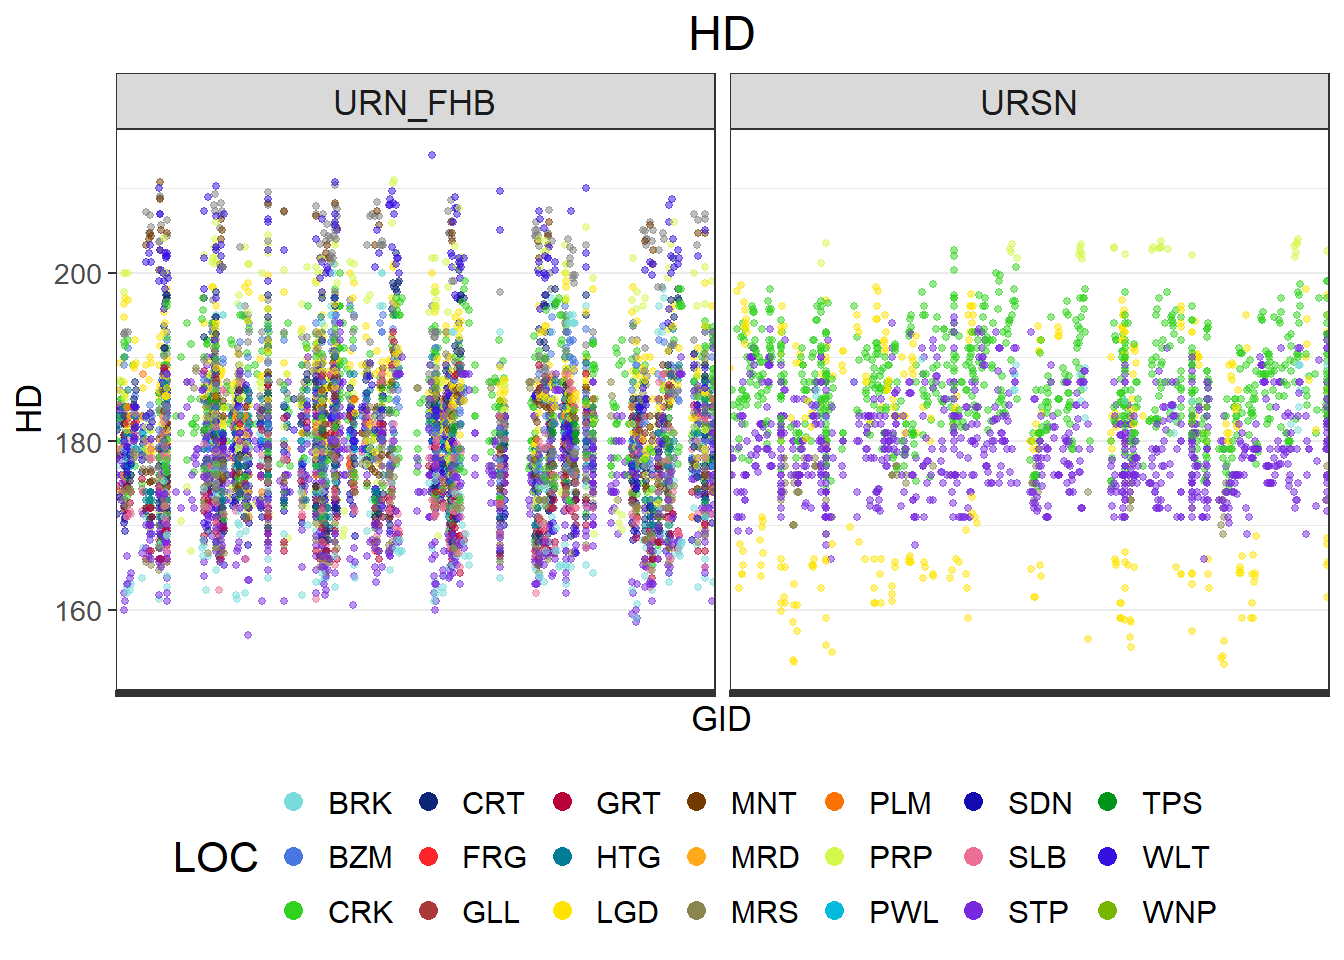 HD
URN_FHB URSN
200
180
160
HD
GID
LOC
BRK CRT GRT MNT PLM SDN TPS
BZM FRG HTG MRD PRP SLB WLT
CRK GLL LGD MRS PWL STP WNP